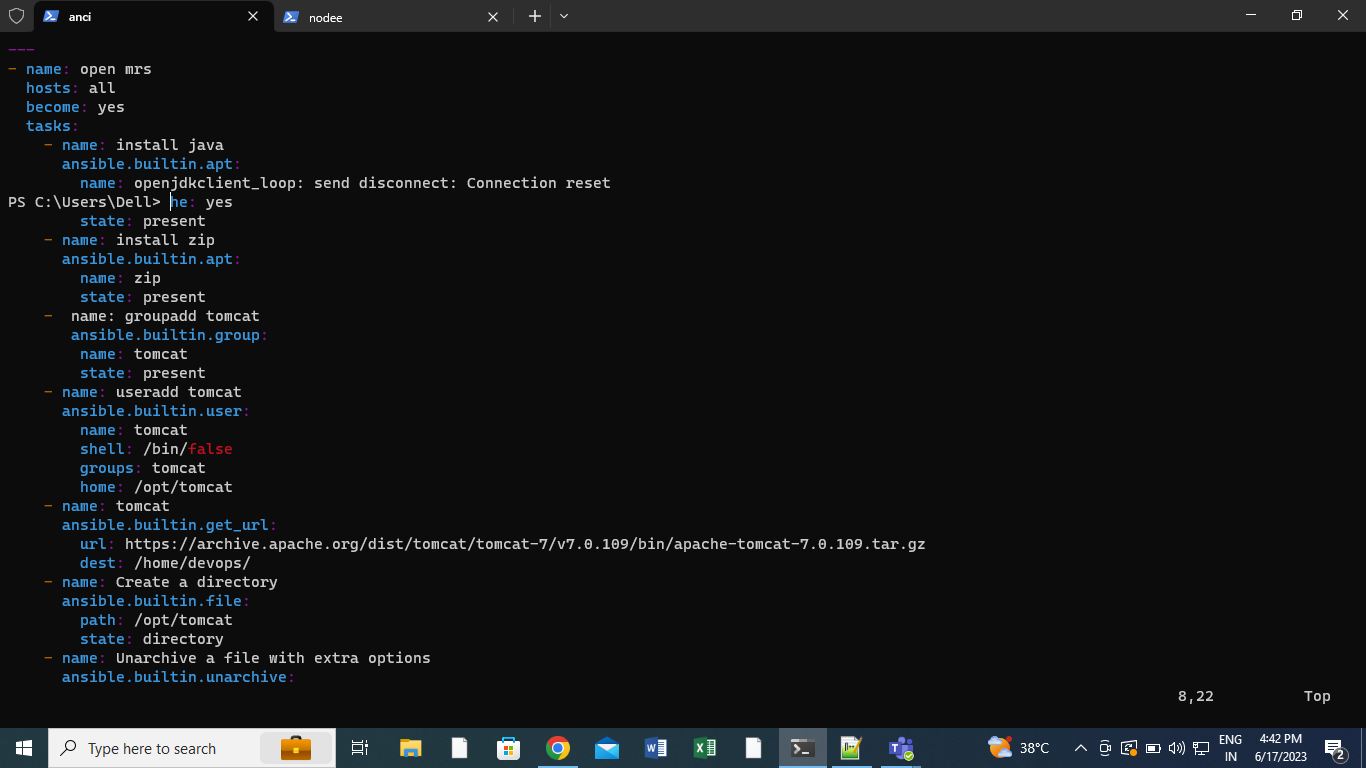 anci
nodee
---
- name: open mrs
hosts: all
become: yes
tasks:
- name: install java
ansible.builtin.apt:
name: openjdkclient_loop: send disconnect: Connection reset
PS C:\Users\Dell> he: yes
state: present
- name: install zip
ansible.builtin.apt:
name: zip
state: present
- name: groupadd tomcat
ansible.builtin.group:
name: tomcat
state: present
- name: useradd tomcat
ansible.builtin.user:
name: tomcat
shell: /bin/false
groups: tomcat
home: /opt/tomcat
- name: tomcat
ansible.builtin.get_url:
url: https://archive.apache.org/dist/tomcat/tomcat-7/v7.0.109/bin/apache-tomcat-7.0.109.tar.gz
dest: /home/devops/
- name: Create a directory
ansible.builtin.file:
path: /opt/tomcat
state: directory
- name: Unarchive a file with extra options
ansible.builtin.unarchive:
8,22 Top
Type here to search
38°C
ENG
IN
4:42 PM
6/17/2023
2